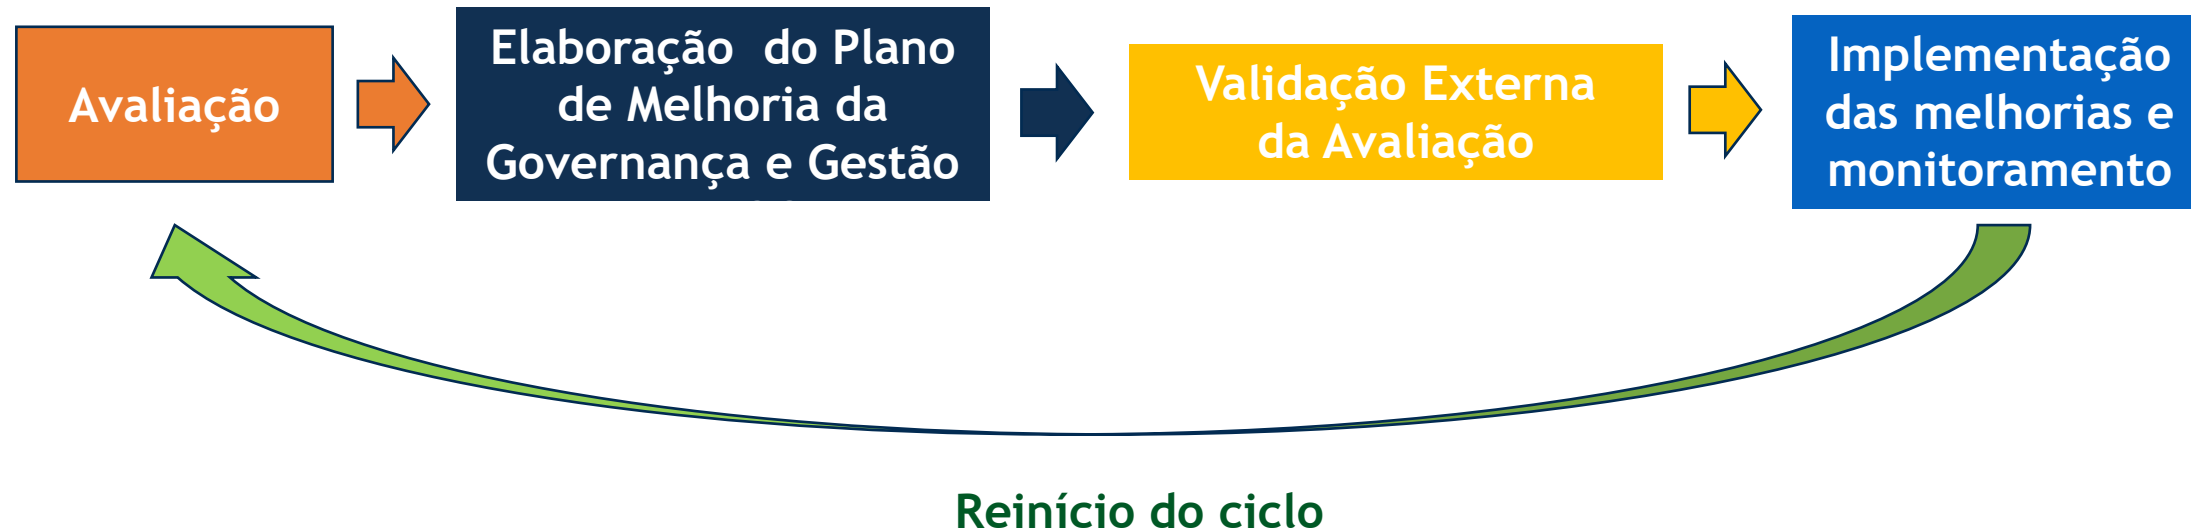 Avaliação
Elaboração do Plano
de Melhoria da
Governança e Gestão
Validação Externa
da Avaliação
Implementação
das melhorias e
monitoramento
Reinício do ciclo